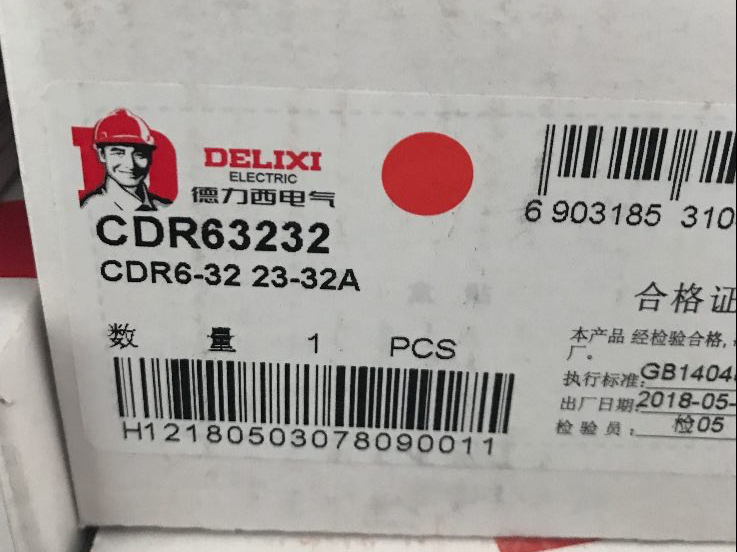 DELIXI
ELECTRIC
德力西电气
CDR63232
CDR6-32 23-32A
数 量 1 PCS
H12180503078090011
6 903185 310
合格证
本产品 经检验合格,
厂。
执行标准:GB1404
出厂日期:2018-05-
检验员: 检05